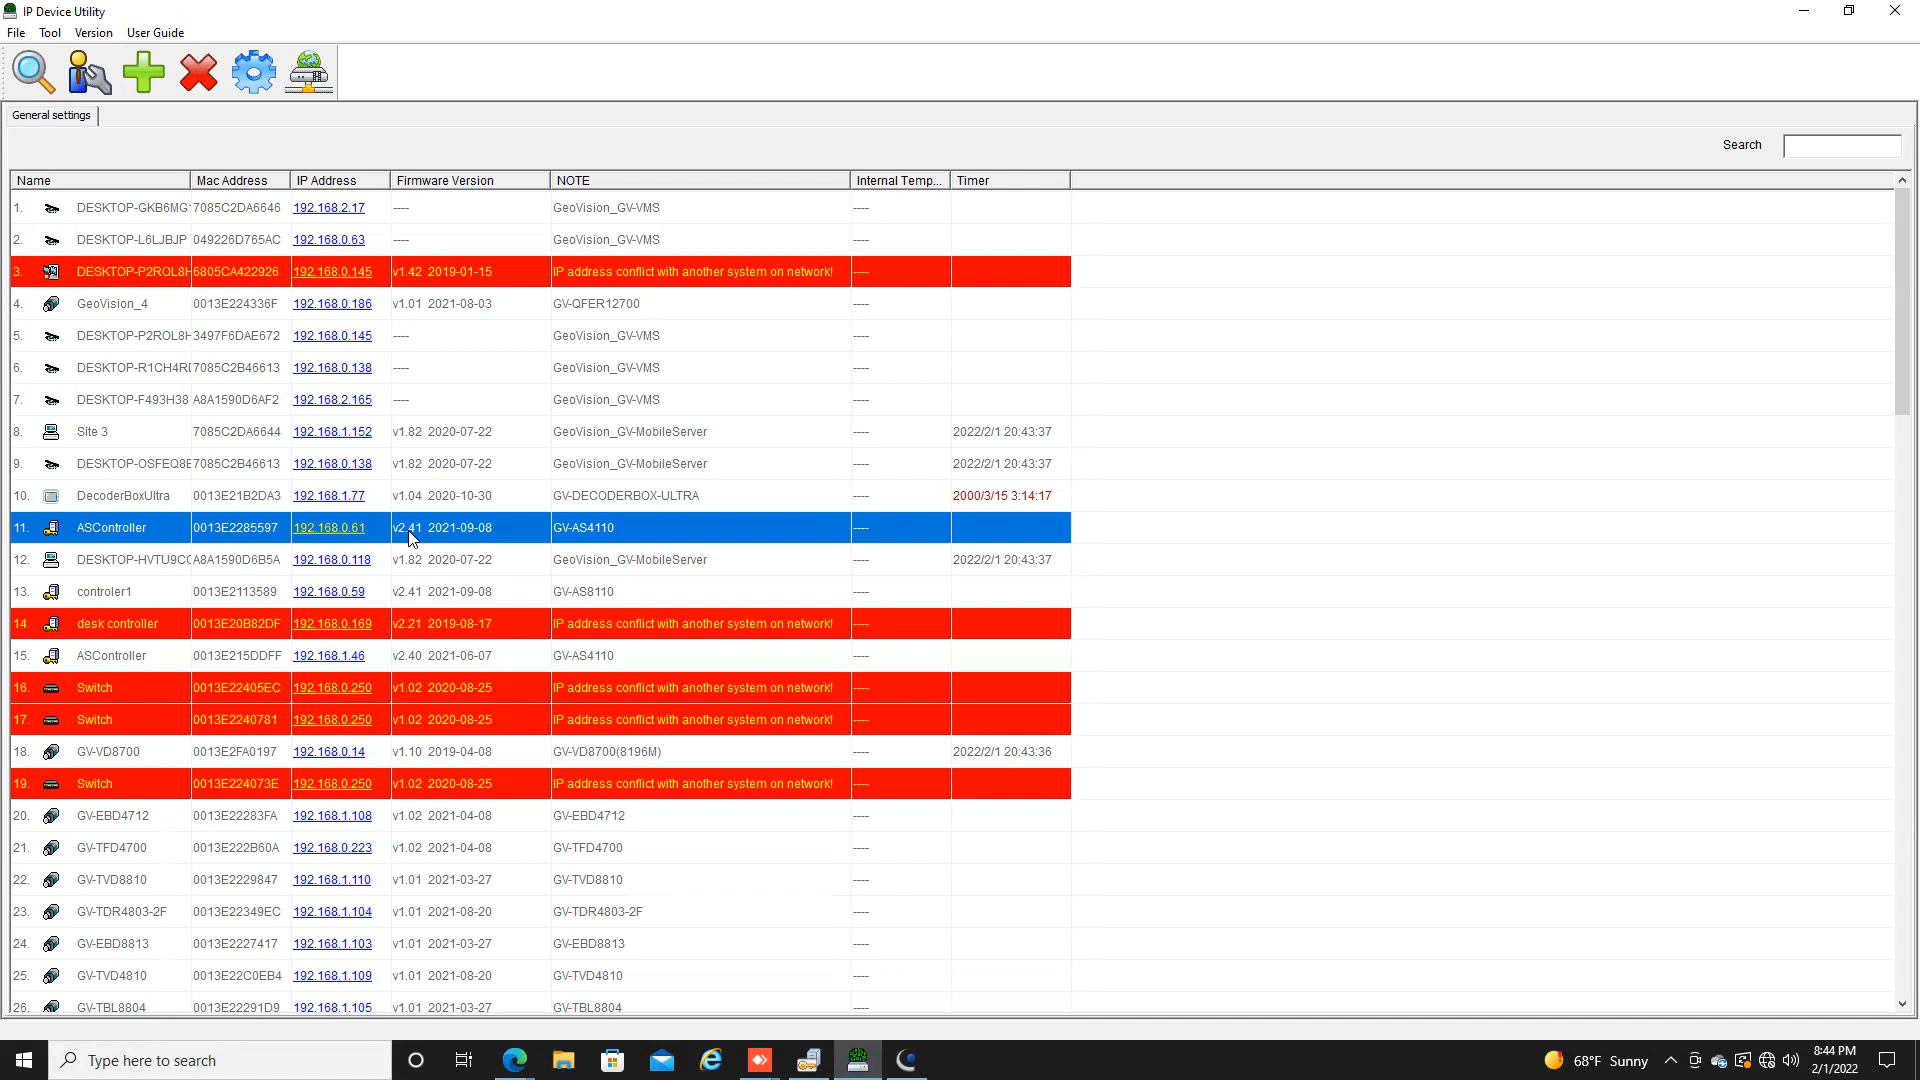 IP Device Utility
File Tool Version User Guide
General settings
Search
Name Mac Address IP Address Firmware Version NOTE Internal Temp... Timer
1. DESKTOP-GKB6MG 7085C2DA6646 192.168.2.17 ---- GeoVision_GV-VMS ----
2. DESKTOP-L6LJBJP 049226D765AC 192.168.0.63 ---- GeoVision_GV-VMS ----
3. DESKTOP-P2ROL8H 6805CA422926 192.168.0.145 v1.42 2019-01-15 IP address conflict with another system on network! ----
4. GeoVision_4 0013E224336F 192.168.0.186 v1.01 2021-08-03 GV-QFER12700 ----
5. DESKTOP-P2ROL8H 3497F6DAE672 192.168.0.145 ---- GeoVision_GV-VMS ----
6. DESKTOP-R1CH4R 7085C2B46613 192.168.0.138 ---- GeoVision_GV-VMS ----
7. DESKTOP-F493H38 A8A1590D6AF2 192.168.2.165 ---- GeoVision_GV-VMS ----
8. Site 3 7085C2DA6644 192.168.1.152 v1.82 2020-07-22 GeoVision_GV-MobileServer ---- 2022/2/1 20:43:37
9. DESKTOP-OSFEQ8E 7085C2B46613 192.168.0.138 v1.82 2020-07-22 GeoVision_GV-MobileServer ---- 2022/2/1 20:43:37
10. DecoderBoxUltra 0013E21B2DA3 192.168.1.77 v1.04 2020-10-30 GV-DECODERBOX-ULTRA ---- 2000/3/15 3:14:17
11. ASController 0013E2285597 192.168.0.61 v2.41 2021-09-08 GV-AS4110 ----
12. DESKTOP-HVTU9CC A8A1590D6B5A 192.168.0.118 v1.82 2020-07-22 GeoVision_GV-MobileServer ---- 2022/2/1 20:43:37
13. controler1 0013E2113589 192.168.0.59 v2.41 2021-09-08 GV-AS8110 ----
14. desk controller 0013E20B82DF 192.168.0.169 v2.21 2019-08-17 IP address conflict with another system on network! ----
15. ASController 0013E215DDFF 192.168.1.46 v2.40 2021-06-07 GV-AS4110 ----
16. Switch 0013E22405EC 192.168.0.250 v1.02 2020-08-25 IP address conflict with another system on network! ----
17. Switch 0013E2240781 192.168.0.250 v1.02 2020-08-25 IP address conflict with another system on network! ----
18. GV-VD8700 0013E2FA0197 192.168.0.14 v1.10 2019-04-08 GV-VD8700(8196M) ---- 2022/2/1 20:43:36
19. Switch 0013E224073E 192.168.0.250 v1.02 2020-08-25 IP address conflict with another system on network! ----
20. GV-EBD4712 0013E22283FA 192.168.1.108 v1.02 2021-04-08 GV-EBD4712 ----
21. GV-TFD4700 0013E222B60A 192.168.0.223 v1.02 2021-04-08 GV-TFD4700 ----
22. GV-TVD8810 0013E2229847 192.168.1.110 v1.01 2021-03-27 GV-TVD8810 ----
23. GV-TDR4803-2F 0013E22349EC 192.168.1.104 v1.01 2021-08-20 GV-TDR4803-2F ----
24. GV-EBD8813 0013E2227417 192.168.1.103 v1.01 2021-03-27 GV-EBD8813 ----
25. GV-TVD4810 0013E22C0EB4 192.168.1.109 v1.01 2021-08-20 GV-TVD4810 ----
26. GV-TBL8804 0013E22291D9 192.168.1.105 v1.01 2021-03-27 GV-TBL8804 ----
Type here to search
68°F Sunny
8:44 PM
2/1/2022